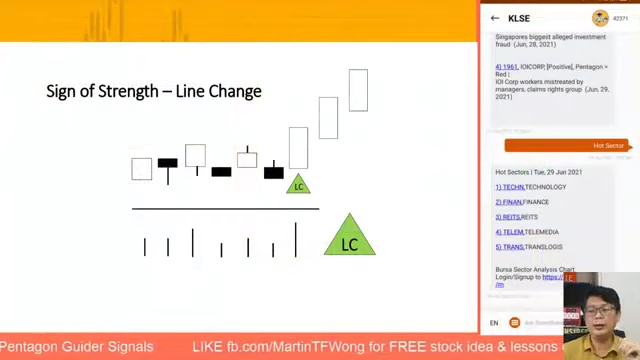 Sign of Strength – Line Change
LC
LC
KLSE
42371
Singapores biggest alleged investment
fraud (Jun, 28, 2021)
4) 1961, IOICORP, [Positive], Pentagon =
Red |
IOI Corp workers mistreated by
managers, claims rights group (Jun, 29,
2021)
Hot Sector
Hot Sectors | Tue, 29 Jun 2021
1) TECHN,TECHNOLOGY
2) FINAN,FINANCE
3) REITS,REITS
4) TELEM,TELEMEDIA
5) TRANS,TRANSLOGIS
Bursa Sector Analysis Chart
Login/Signup to https:
/m
EN
Pentagon Guider Signals
LIKE fb.com/MartinTFWong for FREE stock idea & lessons